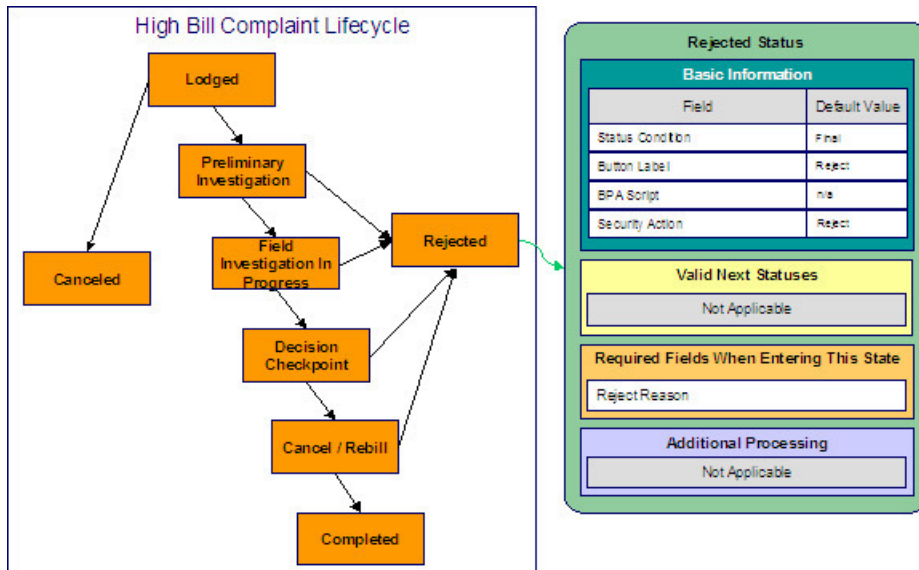 High Bill Complaint Lifecycle
Lodged
Preliminary
Investigation
Field
Investigation In
Progress
Rejected
Canceled
Decision
Checkpoint
Cancel / Rebill
Completed
Rejected Status
Basic Information
Field Default Value
Status Condition Final
Button Label Reject
BPA Script n/a
Security Action Reject
Valid Next Statuses
Not Applicable
Required Fields When Entering This State
Reject Reason
Additional Processing
Not Applicable